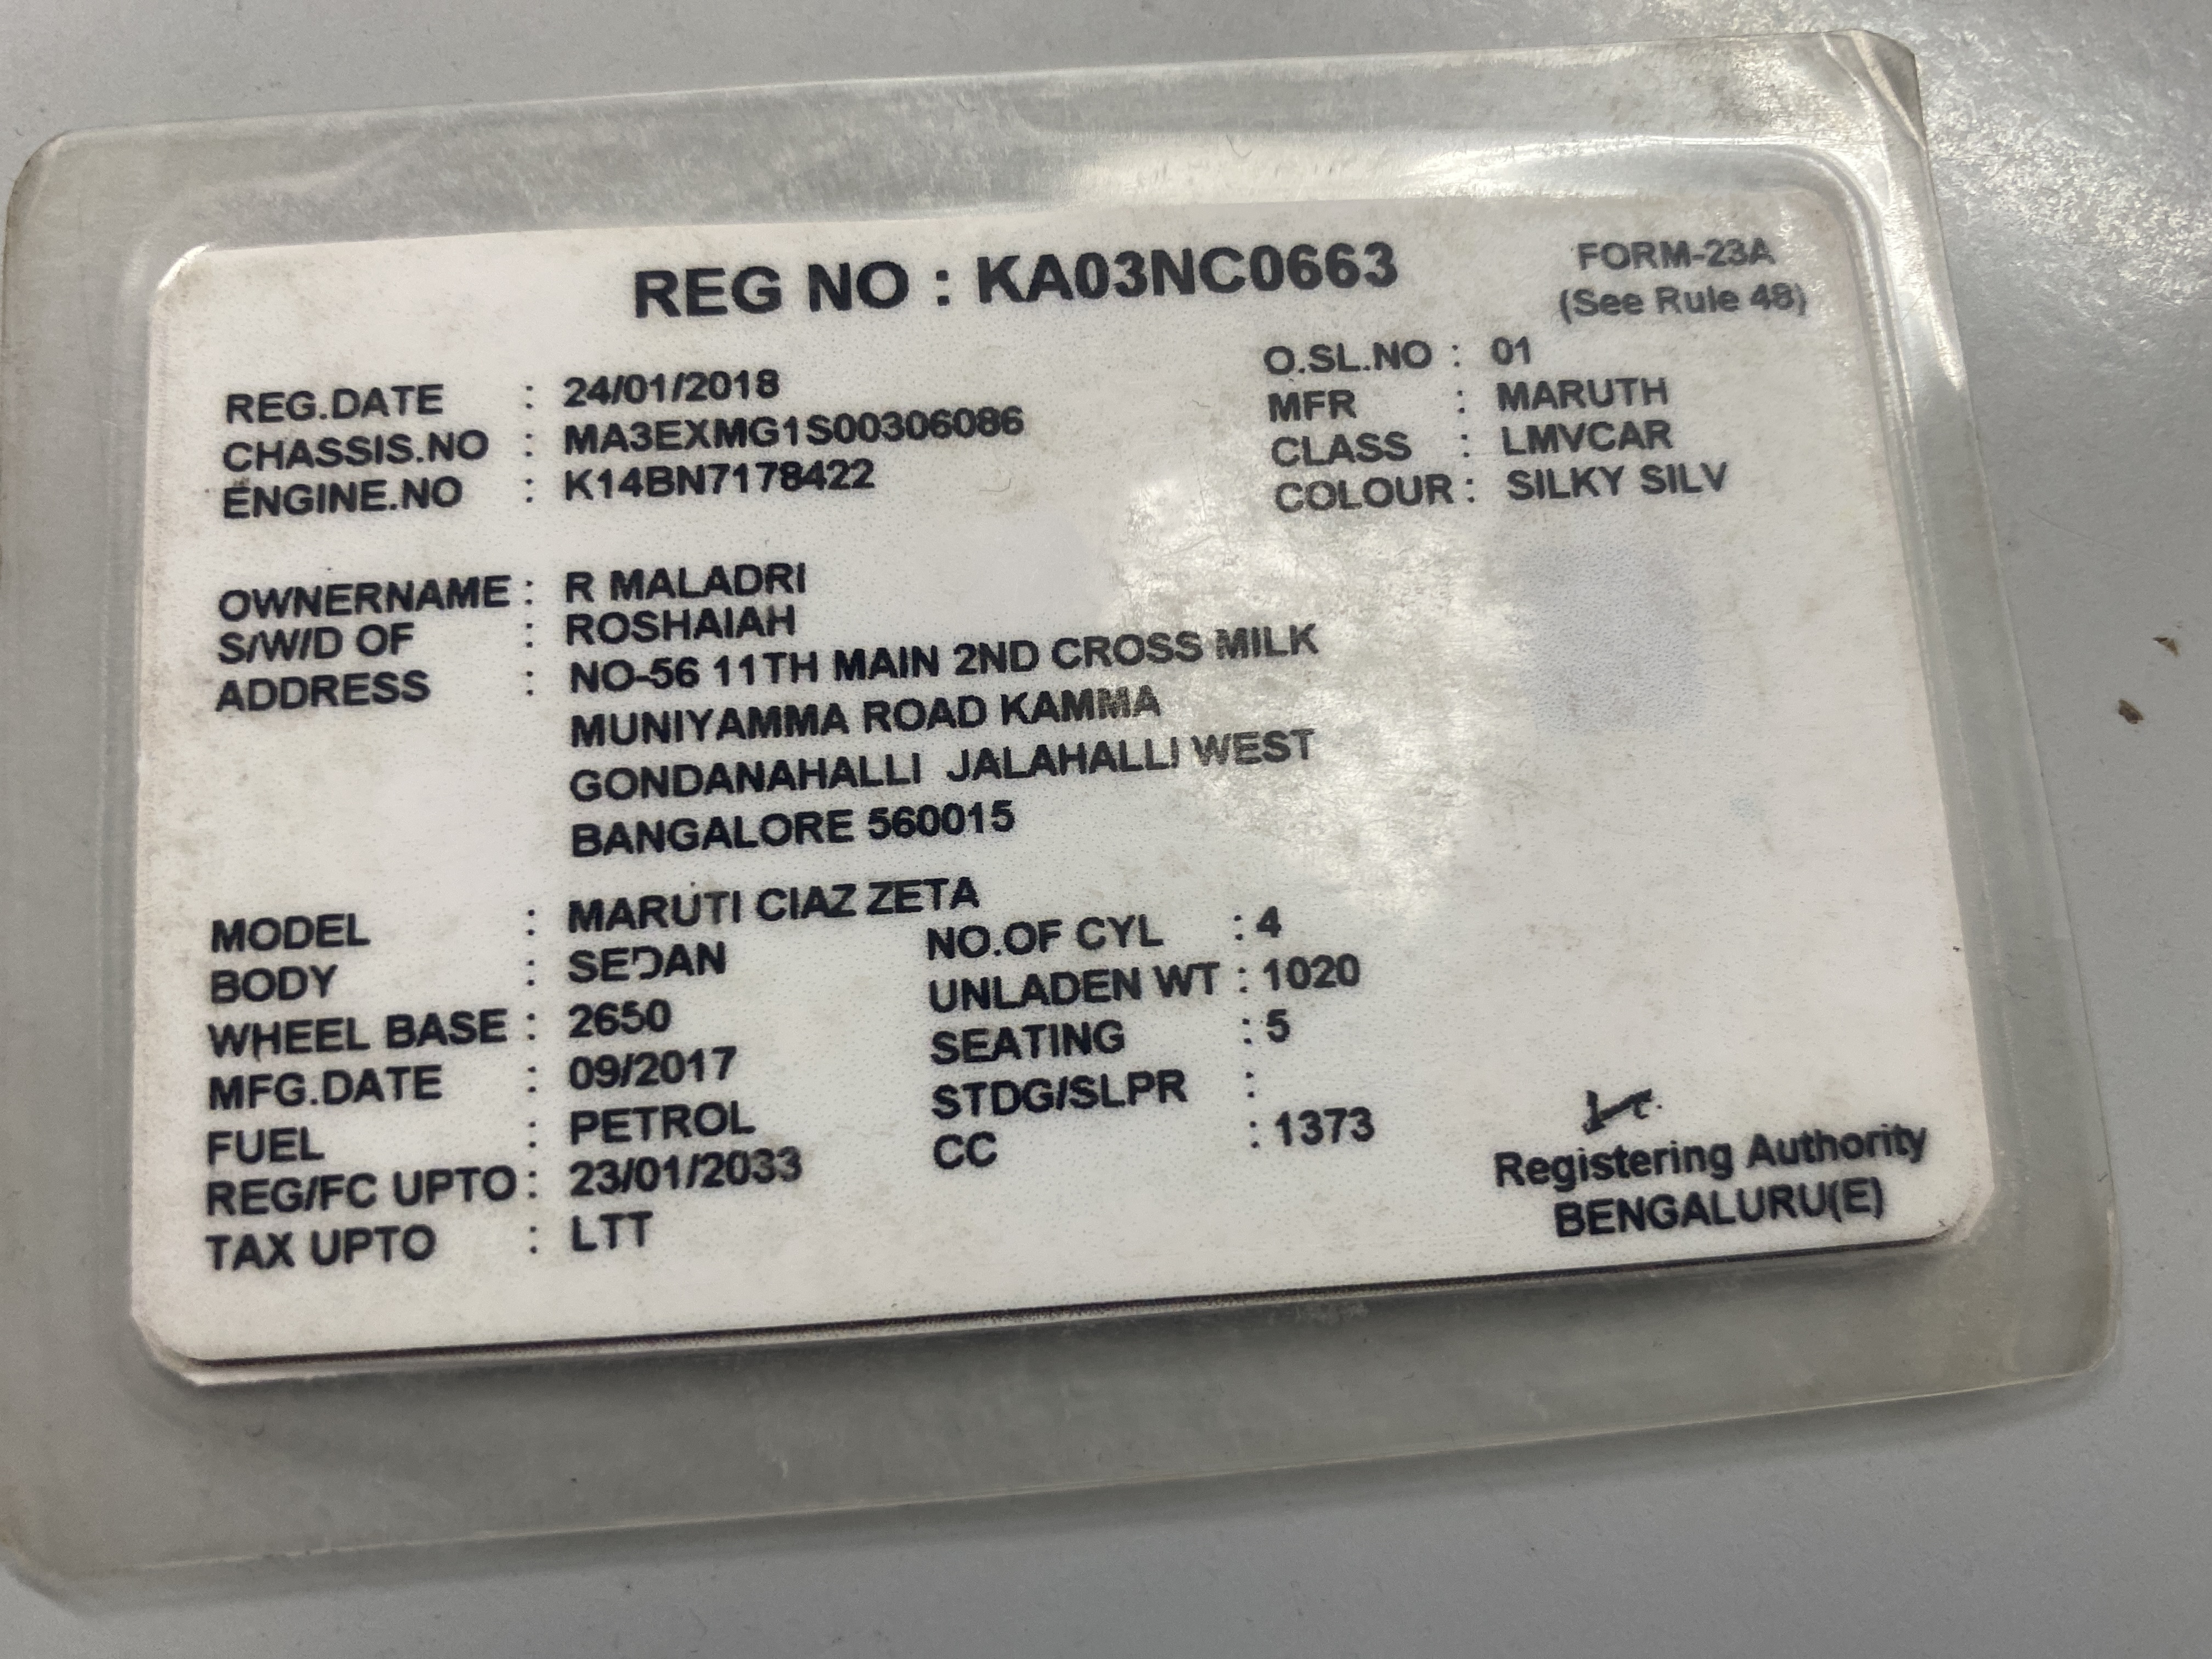 REG NO : KA03NC0663
FORM-23A
(See Rule 48)
REG.DATE : 24/01/2018
CHASSIS.NO : MA3EXMG1S00306086
ENGINE.NO : K14BN7178422
O.SL.NO : 01
MFR : MARUTH
CLASS : LMVCAR
COLOUR : SILKY SILV
OWNERNAME : R MALADRI
S/W/D OF : ROSHAIAH
ADDRESS : NO-56 11TH MAIN 2ND CROSS MILK
MUNIYAMMA ROAD KAMMA
GONDANAHALLI JALAHALLI WEST
BANGALORE 560015
MODEL : MARUTI CIAZ ZETA
BODY : SEDAN
WHEEL BASE : 2650
MFG.DATE : 09/2017
FUEL : PETROL
REG/FC UPTO : 23/01/2033
TAX UPTO : LTT
NO.OF CYL : 4
UNLADEN WT : 1020
SEATING : 5
STDG/SLPR :
CC : 1373
Registering Authority
BENGALURU(E)